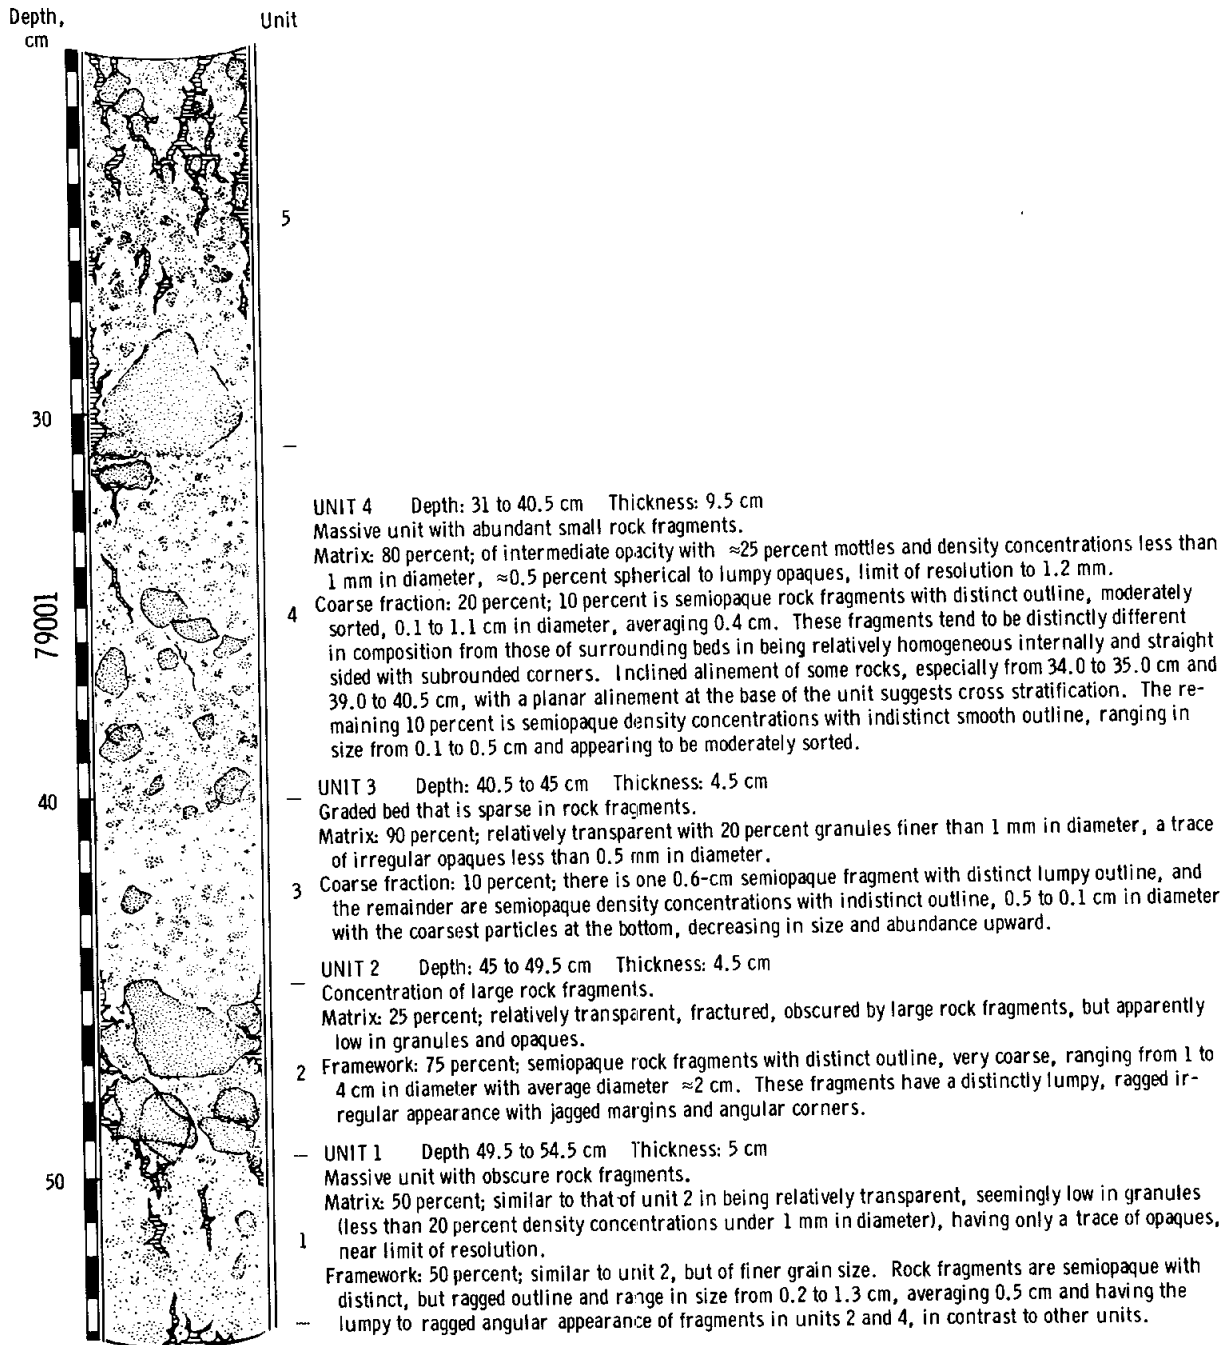 Depth,
cm
Unit
5
30
UNIT 4 Depth: 31 to 40.5 cm Thickness: 9.5 cm
Massive unit with abundant small rock fragments.
Matrix: 80 percent; of intermediate opacity with ≈25 percent mottles and density concentrations less than
1 mm in diameter, ≈0.5 percent spherical to lumpy opaques, limit of resolution to 1.2 mm.
79001
4
Coarse fraction: 20 percent; 10 percent is semiopaque rock fragments with distinct outline, moderately
sorted, 0.1 to 1.1 cm in diameter, averaging 0.4 cm. These fragments tend to be distinctly different
in composition from those of surrounding beds in being relatively homogeneous internally and straight
sided with subrounded corners. Inclined alinement of some rocks, especially from 34.0 to 35.0 cm and
39.0 to 40.5 cm, with a planar alinement at the base of the unit suggests cross stratification. The re-
maining 10 percent is semiopaque density concentrations with indistinct smooth outline, ranging in
size from 0.1 to 0.5 cm and appearing to be moderately sorted.
40
UNIT 3 Depth: 40.5 to 45 cm Thickness: 4.5 cm
Graded bed that is sparse in rock fragments.
Matrix: 90 percent; relatively transparent with 20 percent granules finer than 1 mm in diameter, a trace
of irregular opaques less than 0.5 mm in diameter.
3
Coarse fraction: 10 percent; there is one 0.6-cm semiopaque fragment with distinct lumpy outline, and
the remainder are semiopaque density concentrations with indistinct outline, 0.5 to 0.1 cm in diameter
with the coarsest particles at the bottom, decreasing in size and abundance upward.
UNIT 2 Depth: 45 to 49.5 cm Thickness: 4.5 cm
Concentration of large rock fragments.
Matrix: 25 percent; relatively transparent, fractured, obscured by large rock fragments, but apparently
low in granules and opaques.
2
Framework: 75 percent; semiopaque rock fragments with distinct outline, very coarse, ranging from 1 to
4 cm in diameter with average diameter ≈2 cm. These fragments have a distinctly lumpy, ragged ir-
regular appearance with jagged margins and angular corners.
50
UNIT 1 Depth 49.5 to 54.5 cm Thickness: 5 cm
Massive unit with obscure rock fragments.
Matrix: 50 percent; similar to that of unit 2 in being relatively transparent, seemingly low in granules
(less than 20 percent density concentrations under 1 mm in diameter), having only a trace of opaques,
near limit of resolution.
1
Framework: 50 percent; similar to unit 2, but of finer grain size. Rock fragments are semiopaque with
distinct, but ragged outline and range in size from 0.2 to 1.3 cm, averaging 0.5 cm and having the
lumpy to ragged angular appearance of fragments in units 2 and 4, in contrast to other units.